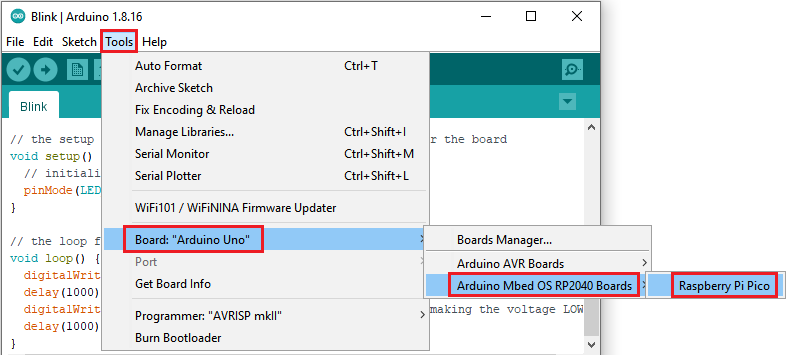 Blink | Arduino 1.8.16
File Edit Sketch Tools Help
Auto Format Ctrl+T
Archive Sketch
Fix Encoding & Reload
Manage Libraries... Ctrl+Shift+I
Serial Monitor Ctrl+Shift+M
Serial Plotter Ctrl+Shift+L
WiFi101 / WiFiNINA Firmware Updater
Board: "Arduino Uno"
Port
Get Board Info
Programmer: "AVRISP mkII"
Burn Bootloader
Boards Manager...
Arduino AVR Boards
Arduino Mbed OS RP2040 Boards
Raspberry Pi Pico
Blink
// the setup r the board
void setup()
// initiali
pinMode(LED
}
// the loop f
void loop() {
digitalWrit
delay(1000)
digitalWrit making the voltage LOW
delay(1000)
}